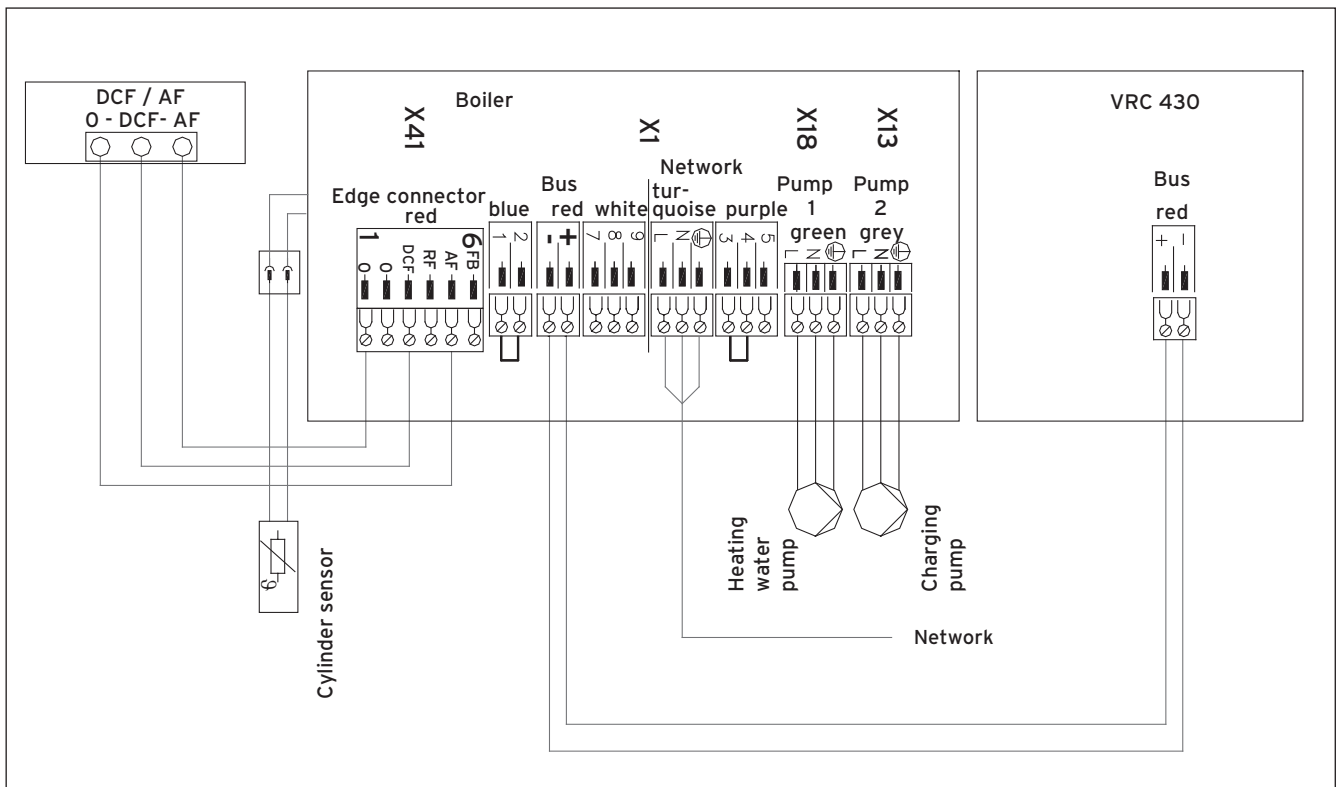 DCF / AF
0 - DCF- AF
Boiler
X41
X1
X18
X13
Edge connector
red
blue
Bus
red
white
Network
tur-
quoise
purple
Pump
1
green
Pump
2
grey
1
6
0
0
DCF
RF
AF
FB
1
2
-
+
7
8
9
L
N
3
4
5
L
N
L
N
VRC 430
Bus
red
+
–
Cylinder sensor
ϑ
Heating
water
pump
Charging
pump
Network